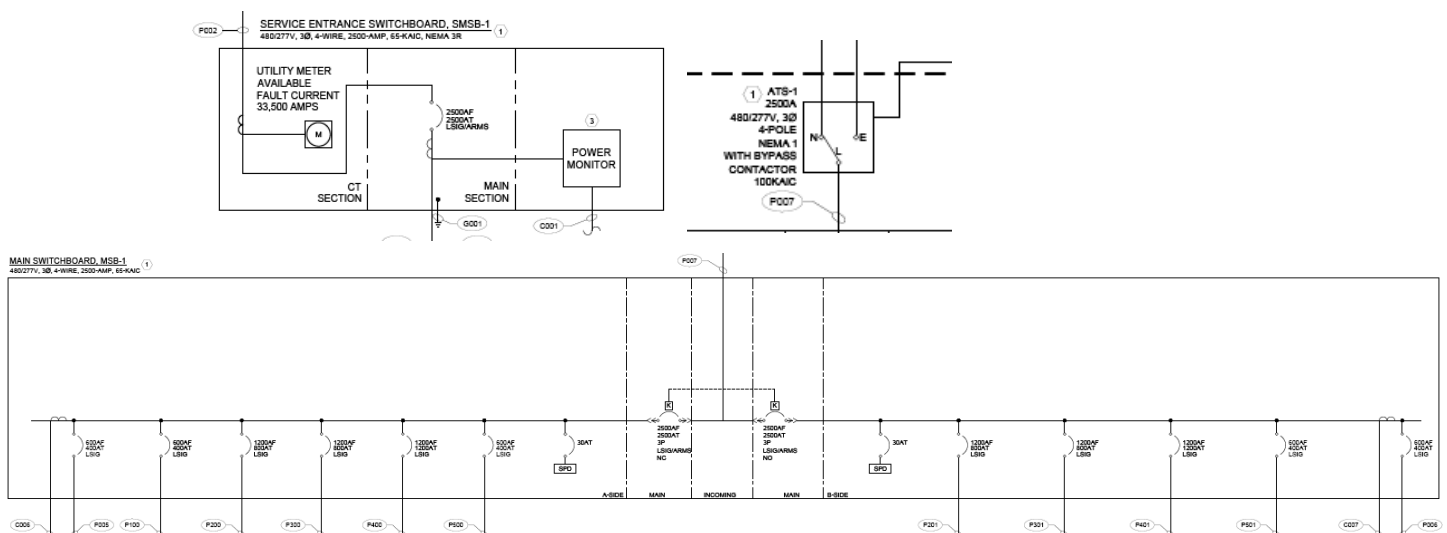 P002
SERVICE ENTRANCE SWITCHBOARD, SMSB-1
480/277V, 3Ø, 4-WIRE, 2500-AMP, 65-KAIC, NEMA 3R
1
UTILITY METER
AVAILABLE
FAULT CURRENT
33,500 AMPS
M
2500AF
2500AT
LSIG/ARMS
3
POWER
MONITOR
CT
SECTION
MAIN
SECTION
G001
C001
1
ATS-1
2500A
480/277V, 3Ø
4-POLE
NEMA 1
WITH BYPASS
CONTACTOR
100KAIC
N
E
L
P007
MAIN SWITCHBOARD, MSB-1
480/277V, 3Ø, 4-WIRE, 2500-AMP, 65-KAIC
1
P007
600AF
400AT
LSIG
600AF
400AT
LSIG
1200AF
800AT
LSIG
1200AF
800AT
LSIG
1200AF
1200AT
LSIG
600AF
400AT
LSIG
30AT
SPD
K
2500AF
2500AT
3P
LSIG/ARMS
NC
K
2500AF
2500AT
3P
LSIG/ARMS
NO
30AT
SPD
1200AF
800AT
LSIG
1200AF
800AT
LSIG
1200AF
1200AT
LSIG
600AF
400AT
LSIG
600AF
400AT
LSIG
A-SIDE
MAIN
INCOMING
MAIN
B-SIDE
C006
P005
P100
P200
P300
P400
P500
P201
P301
P401
P501
C007
P006